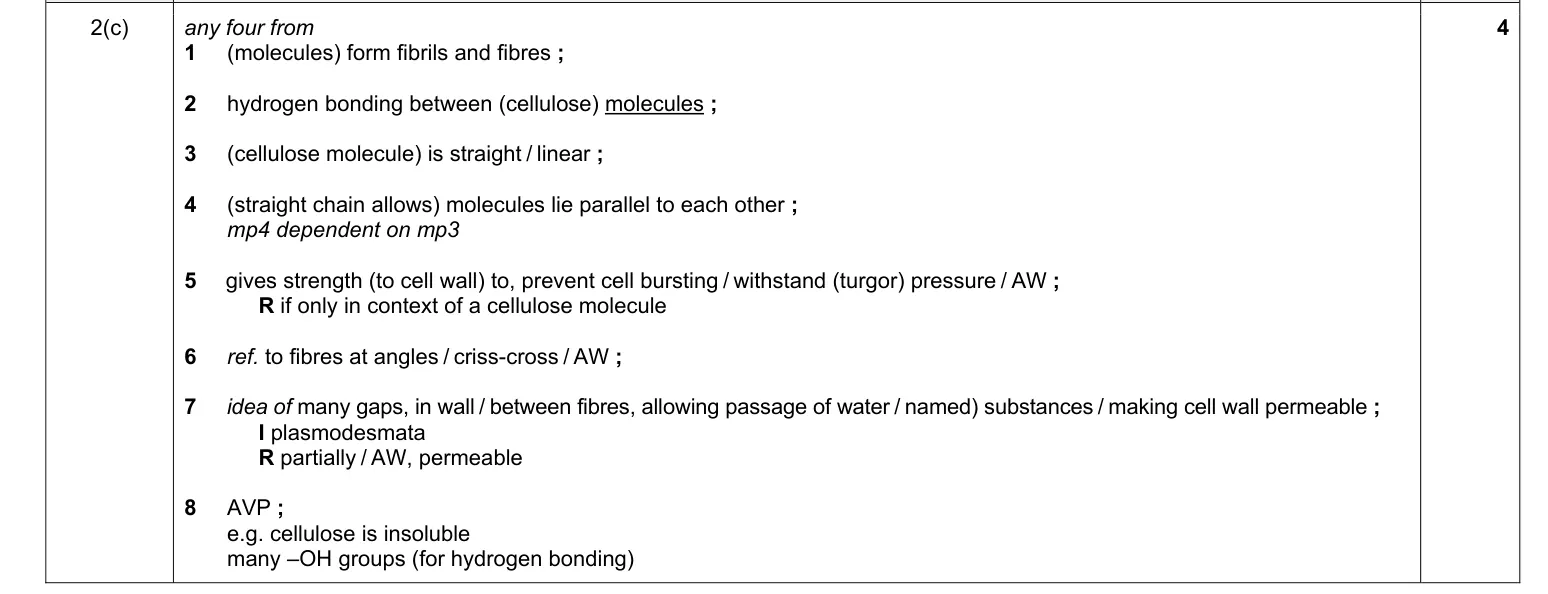 2(c)
any four from
4
1 (molecules) form fibrils and fibres ;
2 hydrogen bonding between (cellulose) molecules ;
3 (cellulose molecule) is straight / linear ;
4 (straight chain allows) molecules lie parallel to each other ;
mp4 dependent on mp3
5 gives strength (to cell wall) to, prevent cell bursting / withstand (turgor) pressure / AW ;
R if only in context of a cellulose molecule
6 ref. to fibres at angles / criss-cross / AW ;
7 idea of many gaps, in wall / between fibres, allowing passage of water / named) substances / making cell wall permeable ;
I plasmodesmata
R partially / AW, permeable
8 AVP ;
e.g. cellulose is insoluble
many –OH groups (for hydrogen bonding)